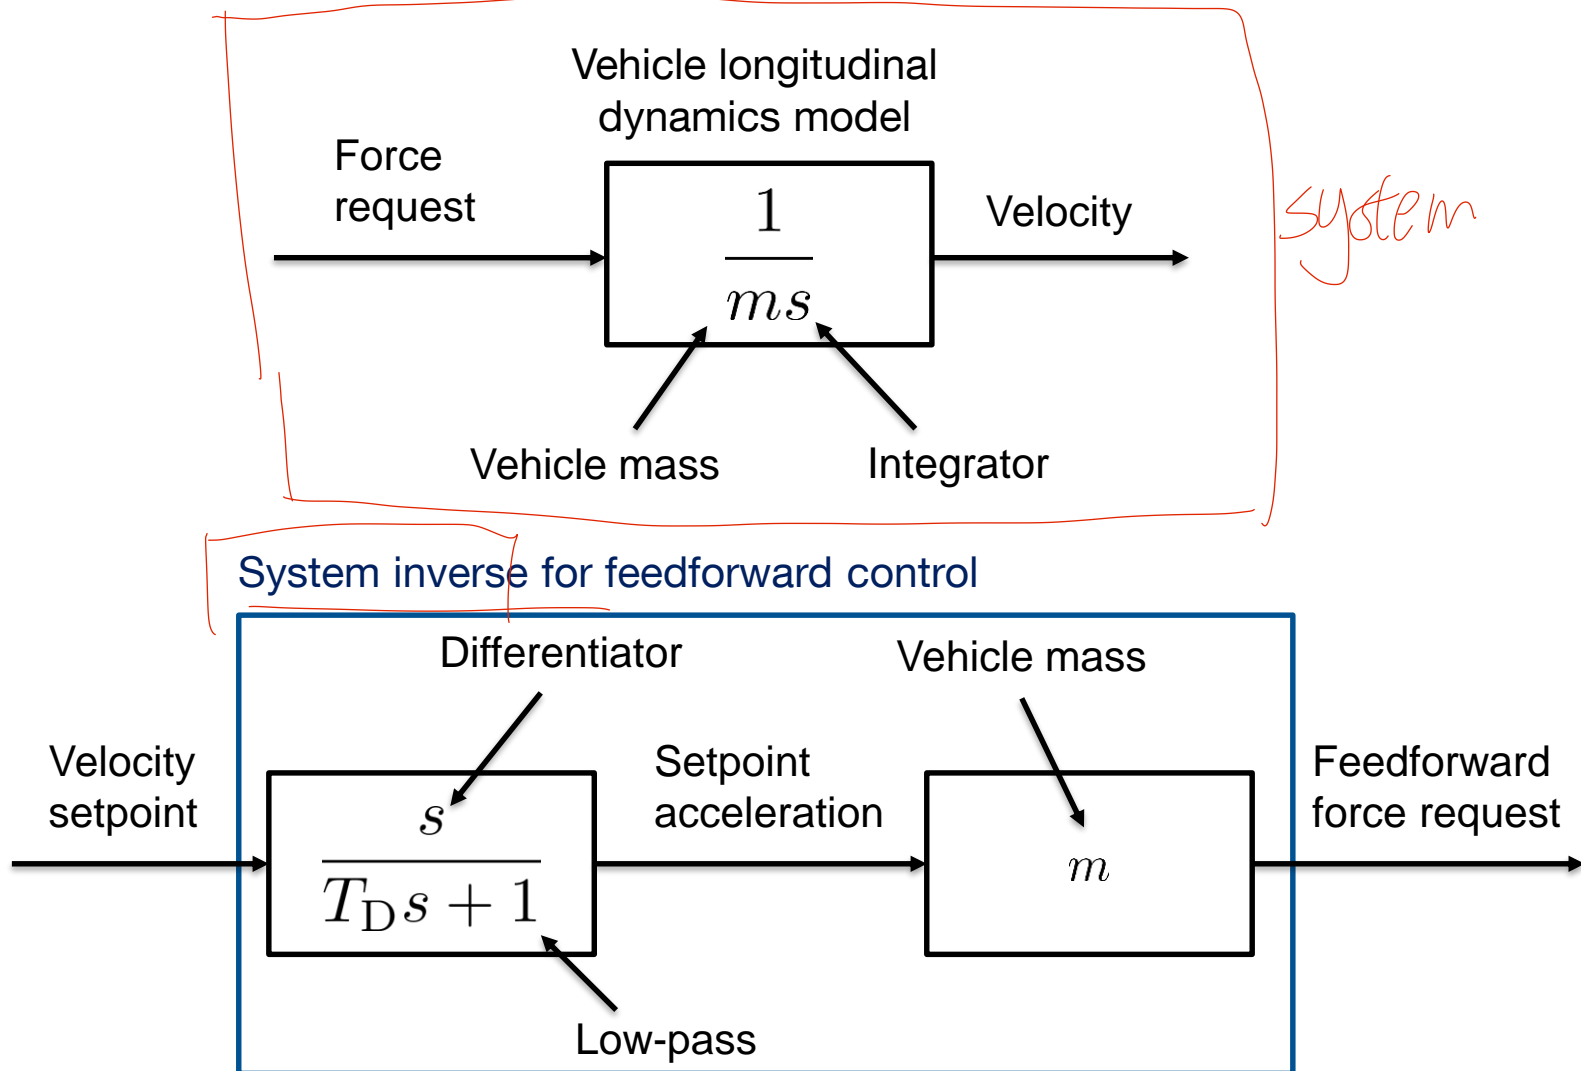 Vehicle longitudinal
dynamics model
Force
request
1
ms
Velocity
system
Vehicle mass
Integrator
System inverse for feedforward control
Differentiator
Vehicle mass
Velocity
setpoint
s
T_D s + 1
Setpoint
acceleration
m
Feedforward
force request
Low-pass